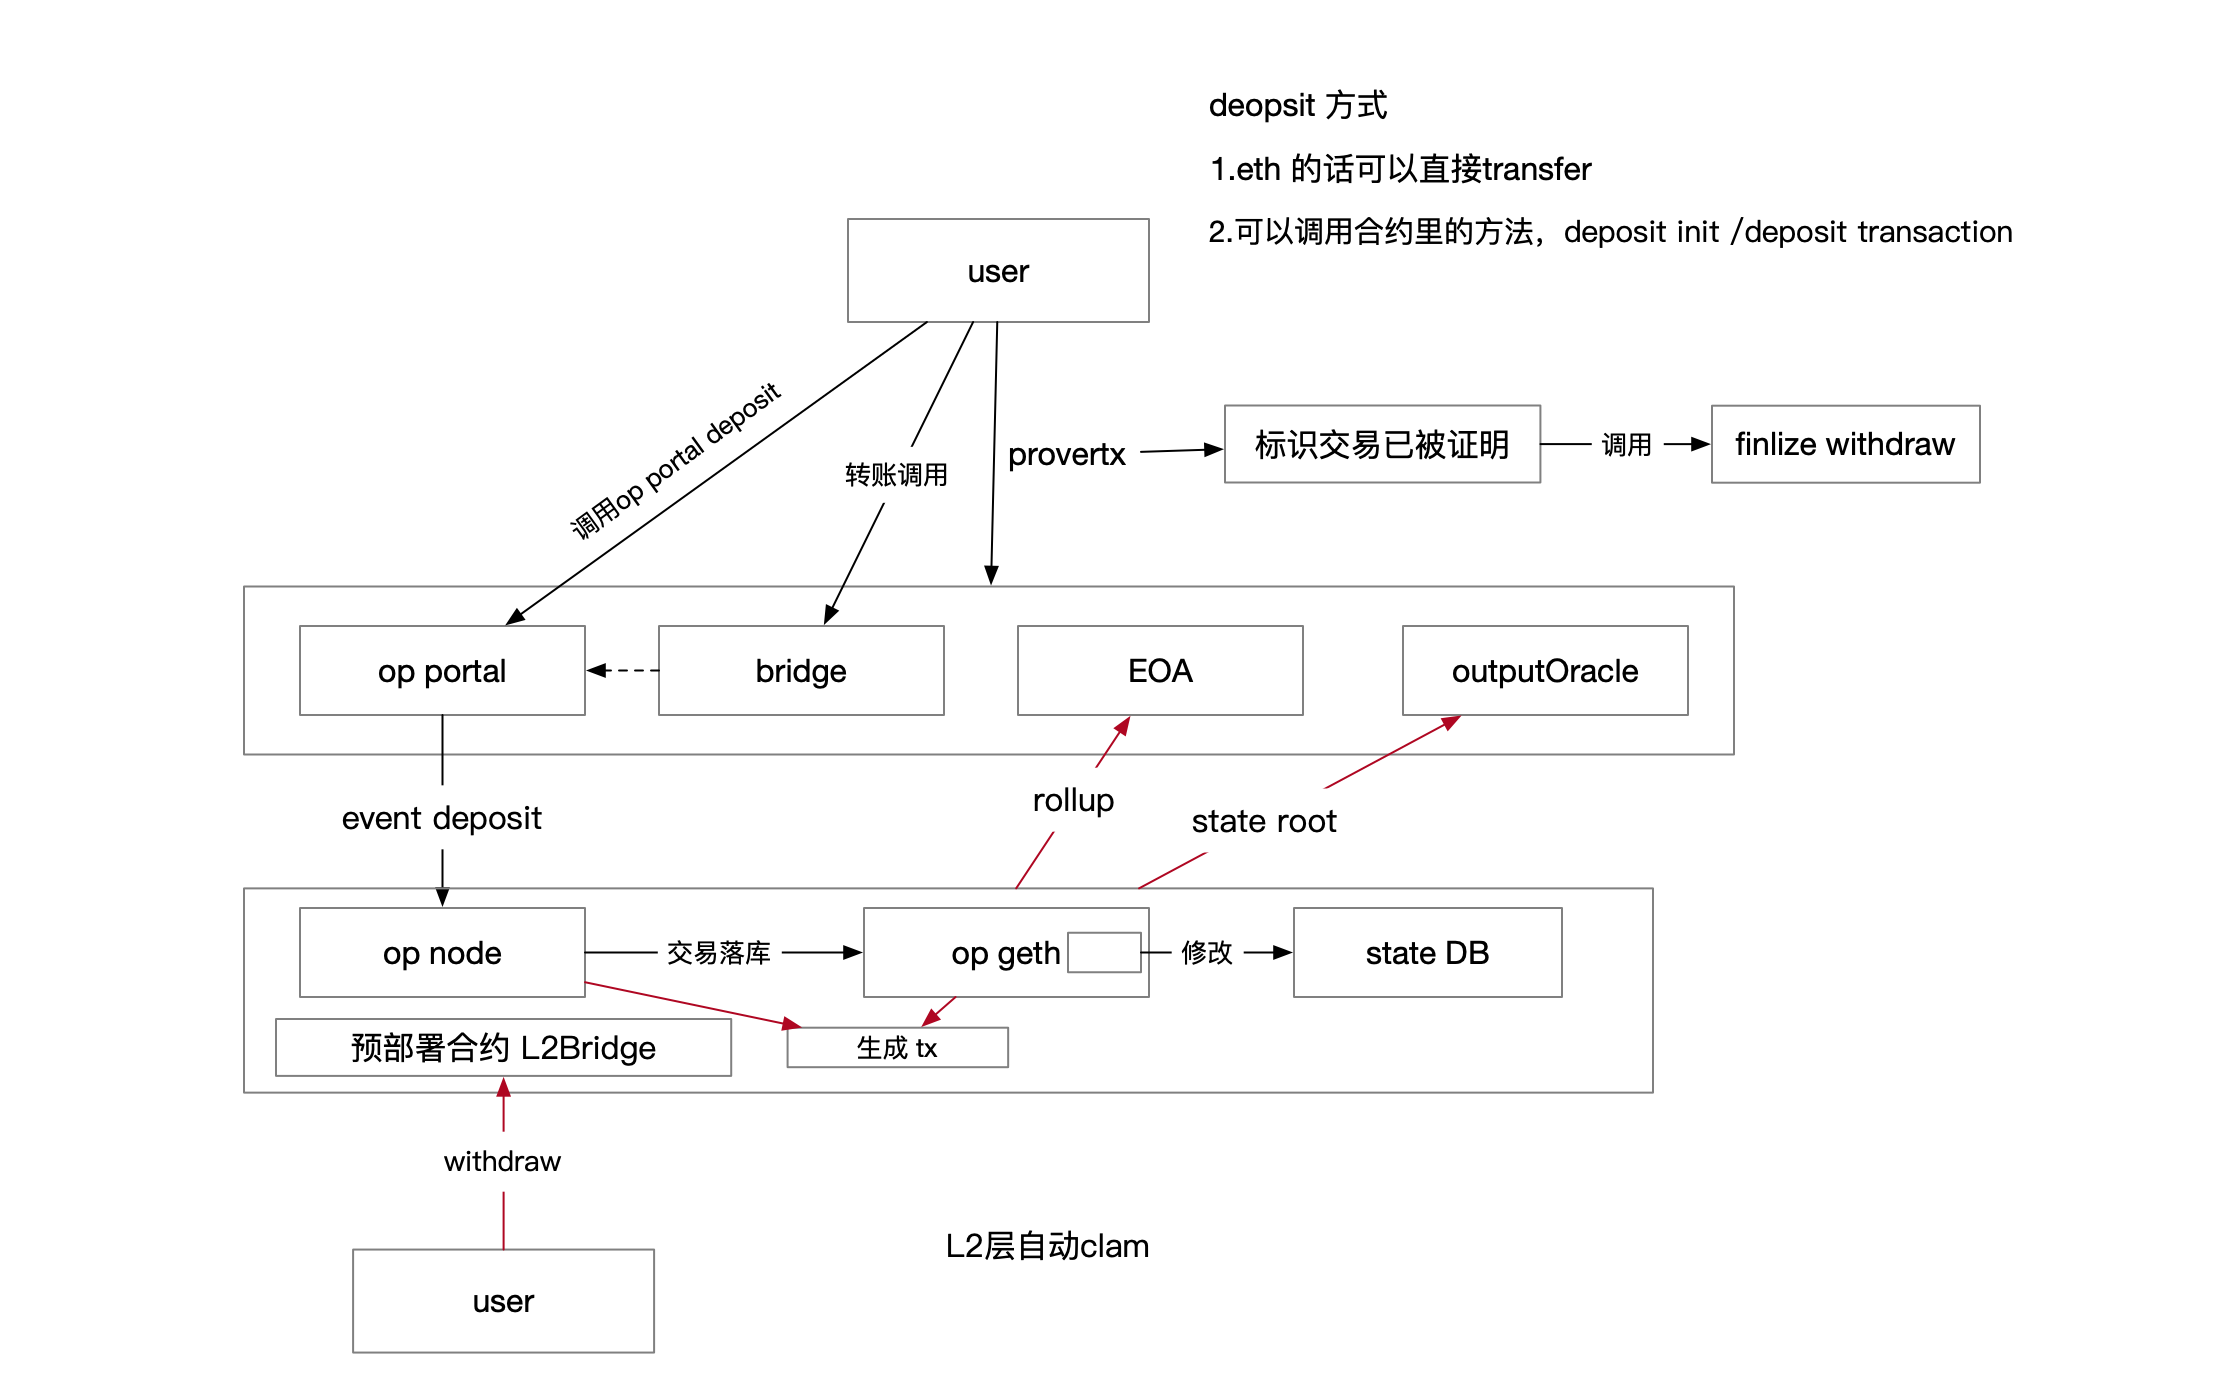 deopsit 方式
1.eth 的话可以直接transfer
2.可以调用合约里的方法，deposit init /deposit transaction
user
调用op portal deposit
转账调用
provertx
标识交易已被证明
调用
finlize withdraw
op portal
bridge
EOA
outputOracle
event deposit
rollup
state root
op node
交易落库
op geth
修改
state DB
预部署合约 L2Bridge
生成 tx
withdraw
L2层自动clam
user